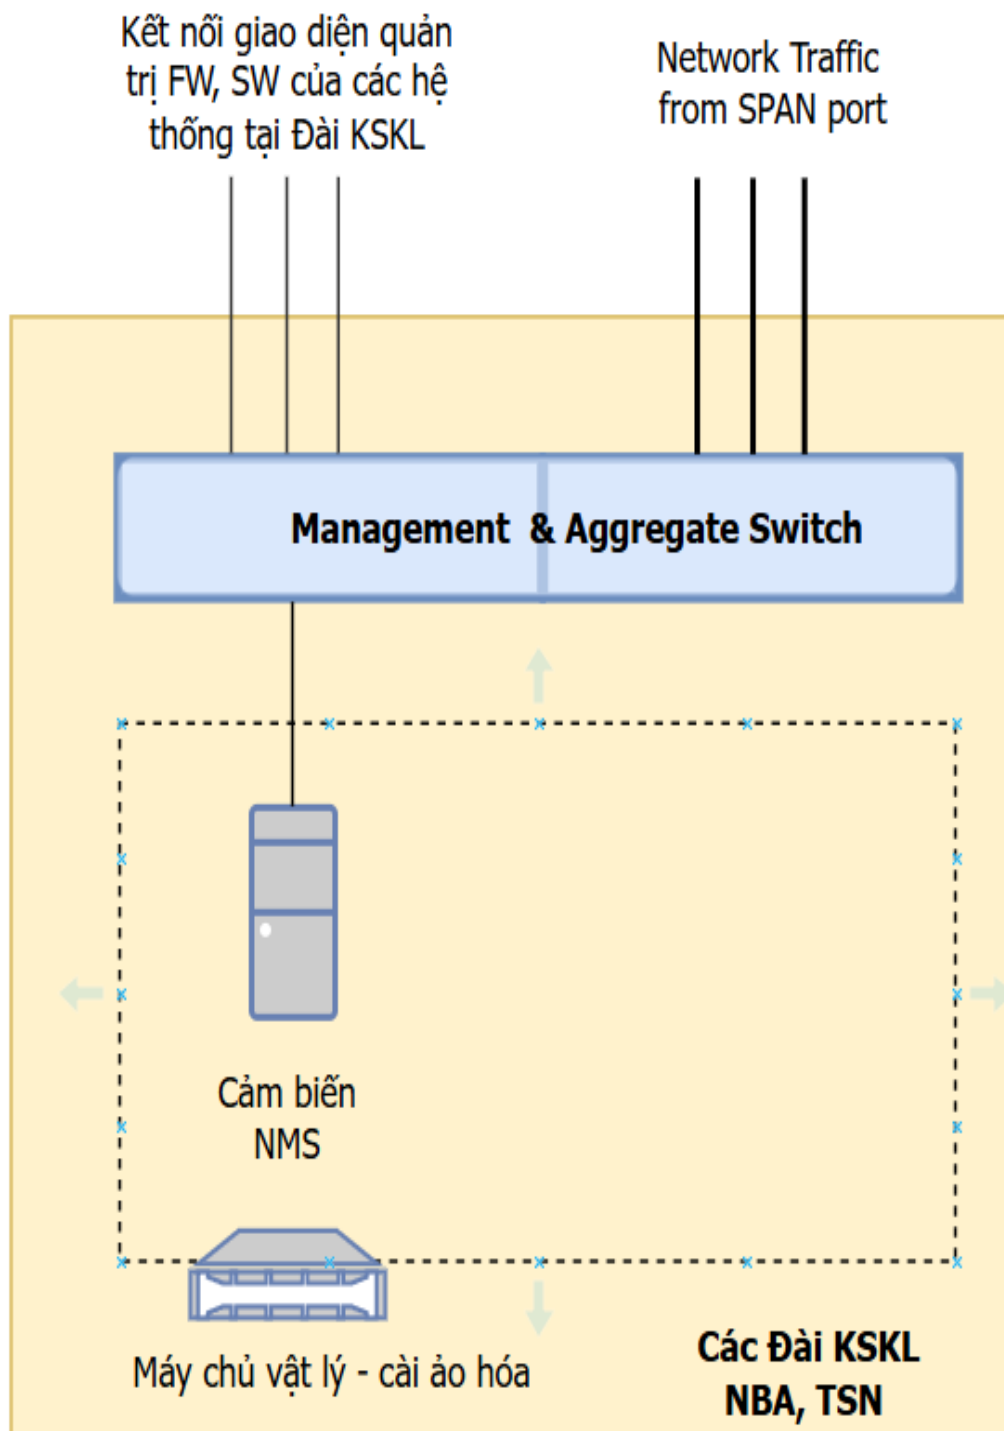 Kết nối giao diện quản
trị FW, SW của các hệ
thống tại Đài KSKL
Network Traffic
from SPAN port
Management & Aggregate Switch
Cảm biến
NMS
Máy chủ vật lý - cài ảo hóa
Các Đài KSKL
NBA, TSN